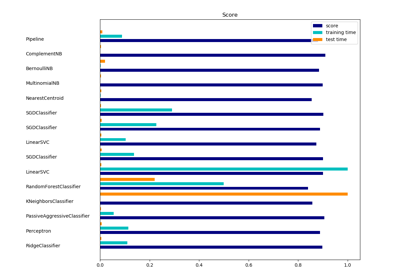 Score
score
training time
test time
Pipeline
ComplementNB
BernoulliNB
MultinomialNB
NearestCentroid
SGDClassifier
SGDClassifier
LinearSVC
SGDClassifier
LinearSVC
RandomForestClassifier
KNeighborsClassifier
PassiveAggressiveClassifier
Perceptron
RidgeClassifier
0.0 0.2 0.4 0.6 0.8 1.0